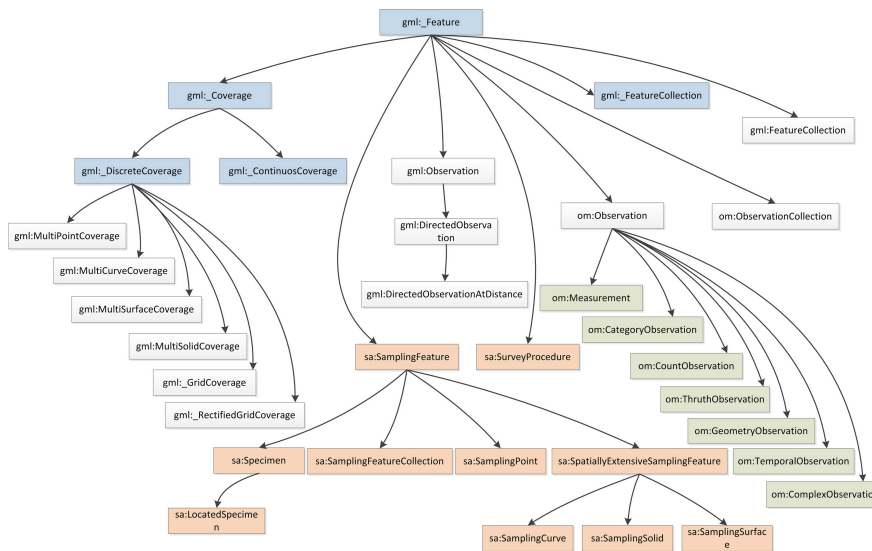 gml:_Feature
gml:_Coverage
gml:_FeatureCollection
gml:FeatureCollection
gml:_DiscreteCoverage
gml:_ContinuosCoverage
gml:Observation
om:Observation
om:ObservationCollection
gml:MultiPointCoverage
gml:DirectedObserva
tion
gml:MultiCurveCoverage
gml:DirectedObservationAtDistance
om:Measurement
gml:MultiSurfaceCoverage
om:CategoryObservation
gml:MultiSolidCoverage
sa:SamplingFeature
sa:SurveyProcedure
om:CountObservation
gml:_GridCoverage
om:ThruthObservation
gml:_RectifiedGridCoverage
om:GeometryObservation
sa:Specimen
sa:SamplingFeatureCollection
sa:SamplingPoint
sa:SpatiallyExtensiveSamplingFeature
om:TemporalObservation
om:ComplexObservation
sa:LocatedSpecime
n
sa:SamplingCurve
sa:SamplingSolid
sa:SamplingSurfac
e